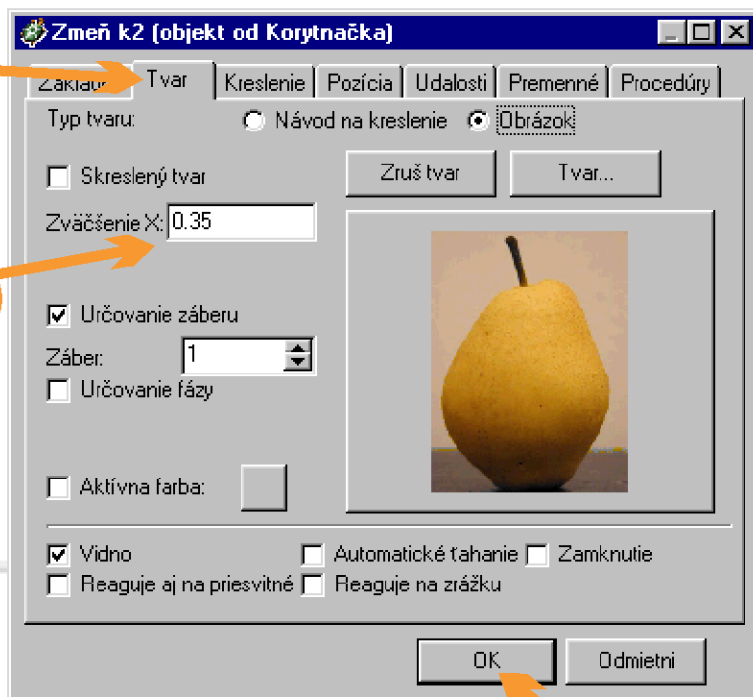 Zmeň k2 (objekt od Korytnačka)
Tvar Kreslenie Pozícia Udalosti Premenné Procedúry
Typ tvaru: Návod na kreslenie Obrázok
Skreslený tvar Zruš tvar Tvar...
Zväčšenie X: 0.35
Určovanie záberu
Záber: 1
Určovanie fázy
Aktívna farba:
Vidno Automatické ťahanie Zamknutie
Reaguje aj na priesvitné Reaguje na zrážku
OK Odmietni